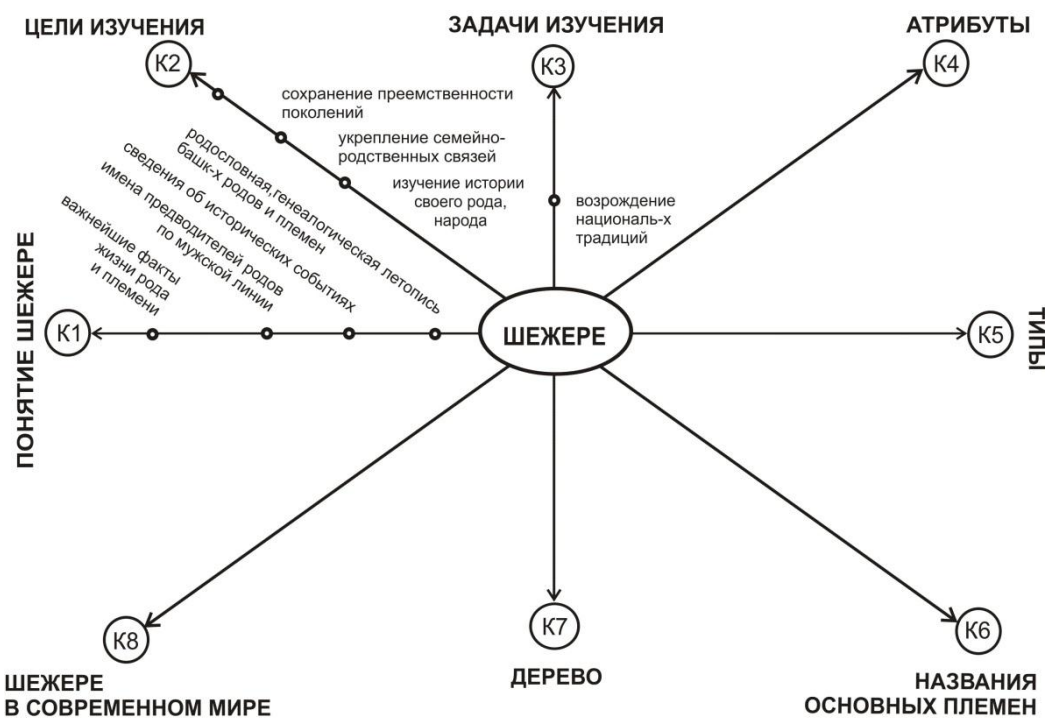 ЦЕЛИ ИЗУЧЕНИЯ
ЗАДАЧИ ИЗУЧЕНИЯ
АТРИБУТЫ
К2
К3
К4
сохранение преемственности
поколений
укрепление семейно-
родственных связей
изучение истории
своего рода,
народа
возрождение
националь-х
традиций
родословная,генеалогическая летопись
башк-х родов и племен
сведения об исторических событиях
имена предводителей родов
по мужской линии
важнейшие факты
жизни рода
и племени
ПОНЯТИЕ ШЕЖЕРЕ
К1
ШЕЖЕРЕ
К5
ТИПЫ
К8
К7
К6
ШЕЖЕРЕ
В СОВРЕМЕННОМ МИРЕ
ДЕРЕВО
НАЗВАНИЯ
ОСНОВНЫХ ПЛЕМЕН